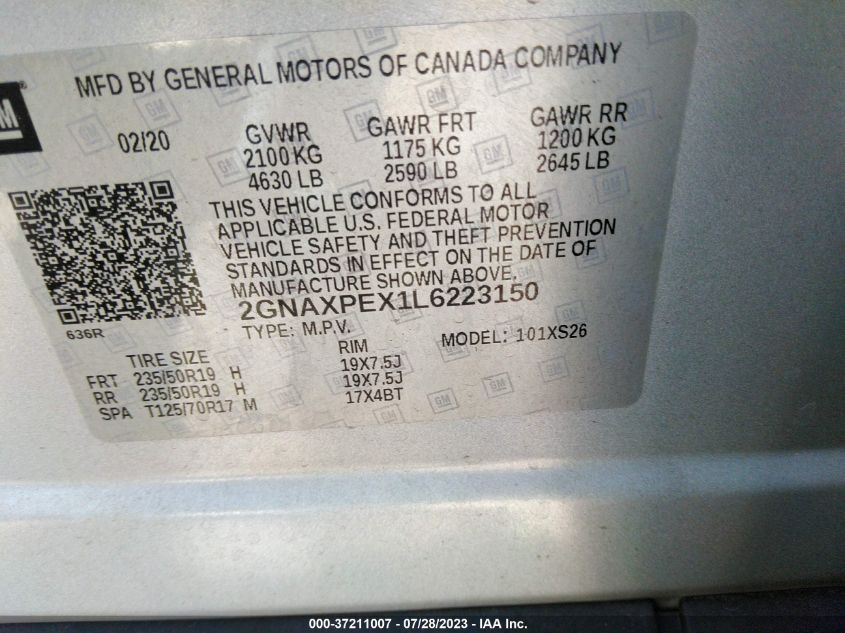 GM
MFD BY GENERAL MOTORS OF CANADA COMPANY
02/20 GVWR GAWR FRT GAWR RR
2100 KG 1175 KG 1200 KG
4630 LB 2590 LB 2645 LB
THIS VEHICLE CONFORMS TO ALL
APPLICABLE U.S. FEDERAL MOTOR
VEHICLE SAFETY AND THEFT PREVENTION
STANDARDS IN EFFECT ON THE DATE OF
MANUFACTURE SHOWN ABOVE.
2GNAXPEX1L6223150
636R TYPE: M.P.V. MODEL: 101XS26
TIRE SIZE RIM
FRT 235/50R19 H 19X7.5J
RR 235/50R19 H 19X7.5J
SPA T125/70R17 M 17X4BT
000-37211007 / 07/28/2023 - IAA Inc.